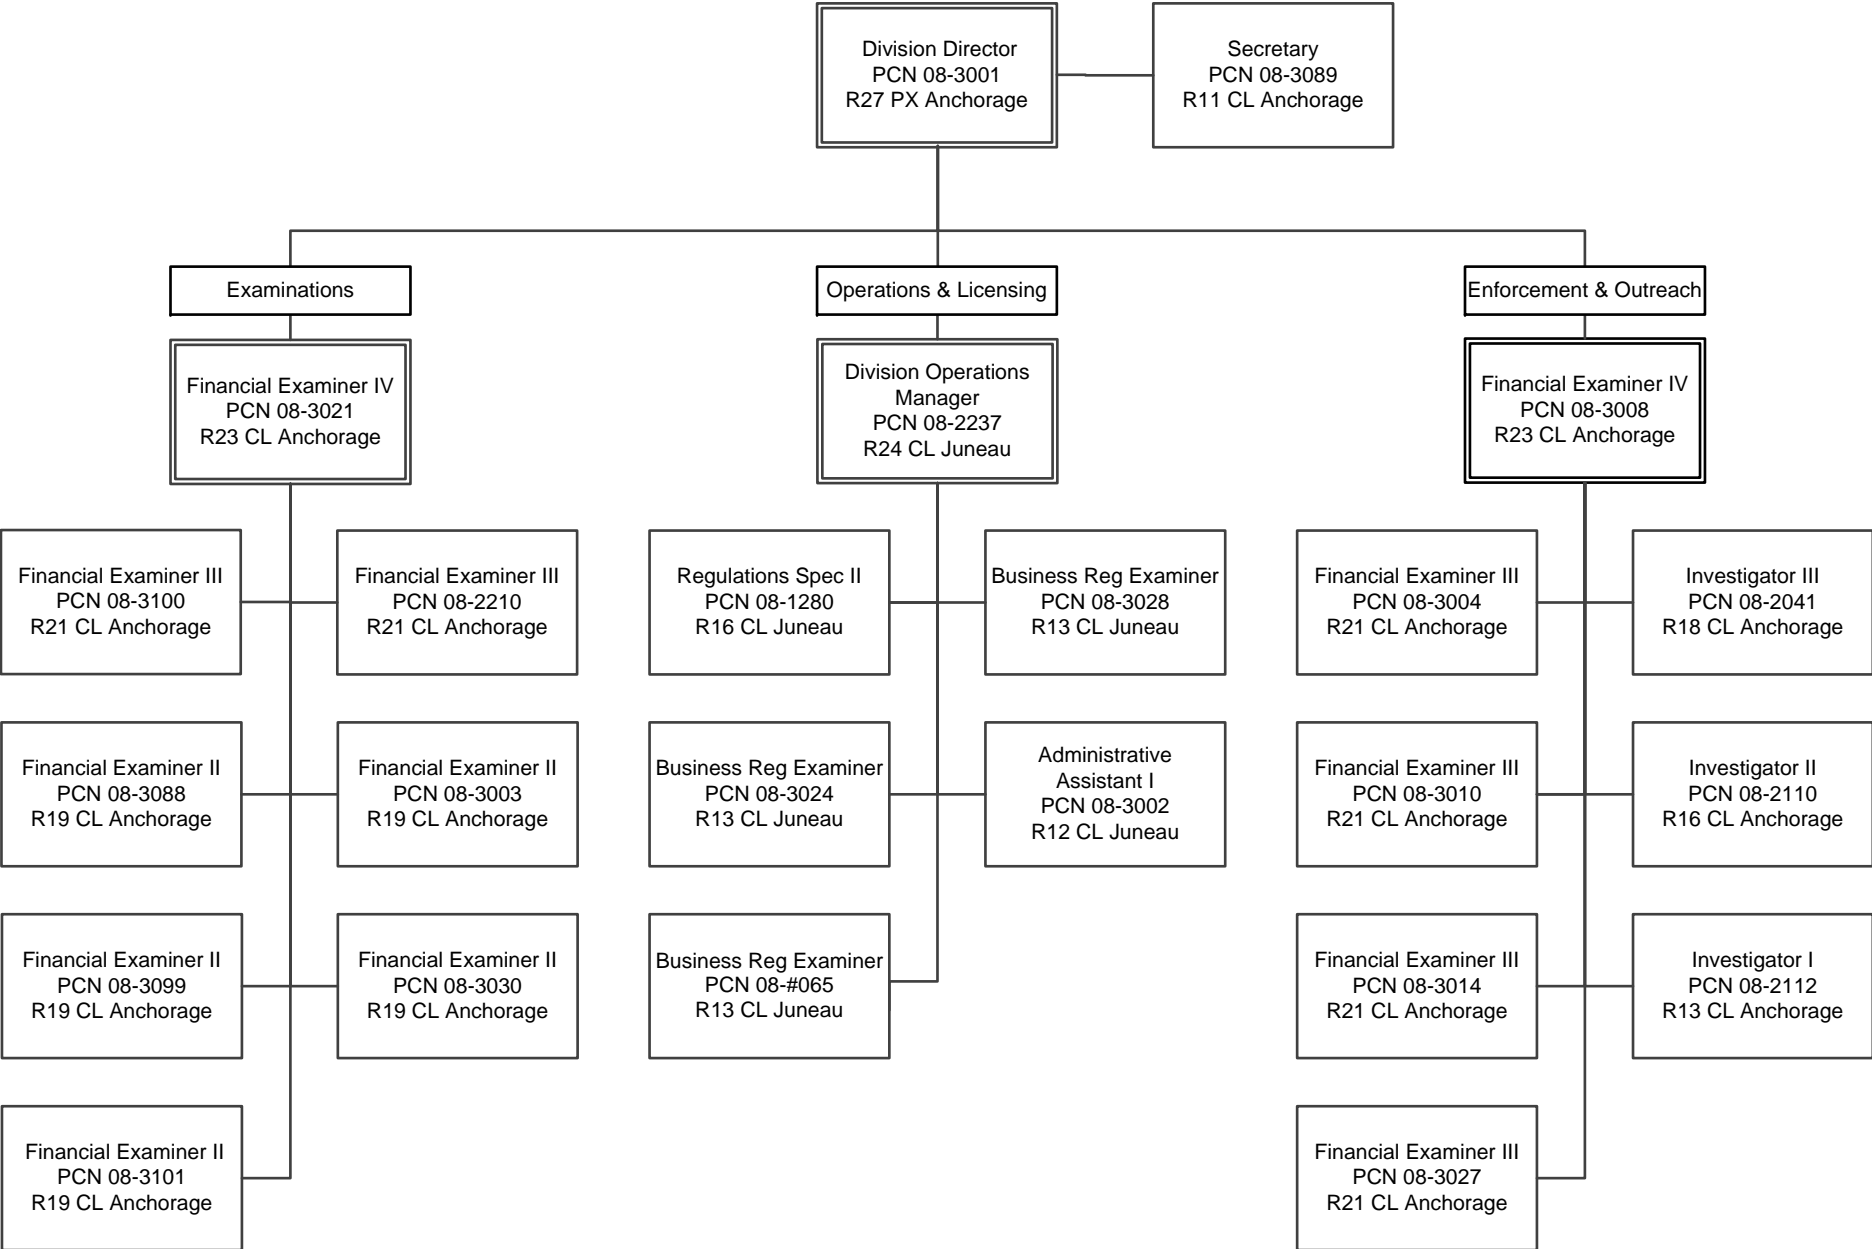 Division Director
PCN 08-3001
R27 PX Anchorage
Secretary
PCN 08-3089
R11 CL Anchorage
Examinations
Operations & Licensing
Enforcement & Outreach
Financial Examiner IV
PCN 08-3021
R23 CL Anchorage
Division Operations
Manager
PCN 08-2237
R24 CL Juneau
Financial Examiner IV
PCN 08-3008
R23 CL Anchorage
Financial Examiner III
PCN 08-3100
R21 CL Anchorage
Financial Examiner III
PCN 08-2210
R21 CL Anchorage
Regulations Spec II
PCN 08-1280
R16 CL Juneau
Business Reg Examiner
PCN 08-3028
R13 CL Juneau
Financial Examiner III
PCN 08-3004
R21 CL Anchorage
Investigator III
PCN 08-2041
R18 CL Anchorage
Financial Examiner II
PCN 08-3088
R19 CL Anchorage
Financial Examiner II
PCN 08-3003
R19 CL Anchorage
Business Reg Examiner
PCN 08-3024
R13 CL Juneau
Administrative
Assistant I
PCN 08-3002
R12 CL Juneau
Financial Examiner III
PCN 08-3010
R21 CL Anchorage
Investigator II
PCN 08-2110
R16 CL Anchorage
Financial Examiner II
PCN 08-3099
R19 CL Anchorage
Financial Examiner II
PCN 08-3030
R19 CL Anchorage
Business Reg Examiner
PCN 08-#065
R13 CL Juneau
Financial Examiner III
PCN 08-3014
R21 CL Anchorage
Investigator I
PCN 08-2112
R13 CL Anchorage
Financial Examiner II
PCN 08-3101
R19 CL Anchorage
Financial Examiner III
PCN 08-3027
R21 CL Anchorage